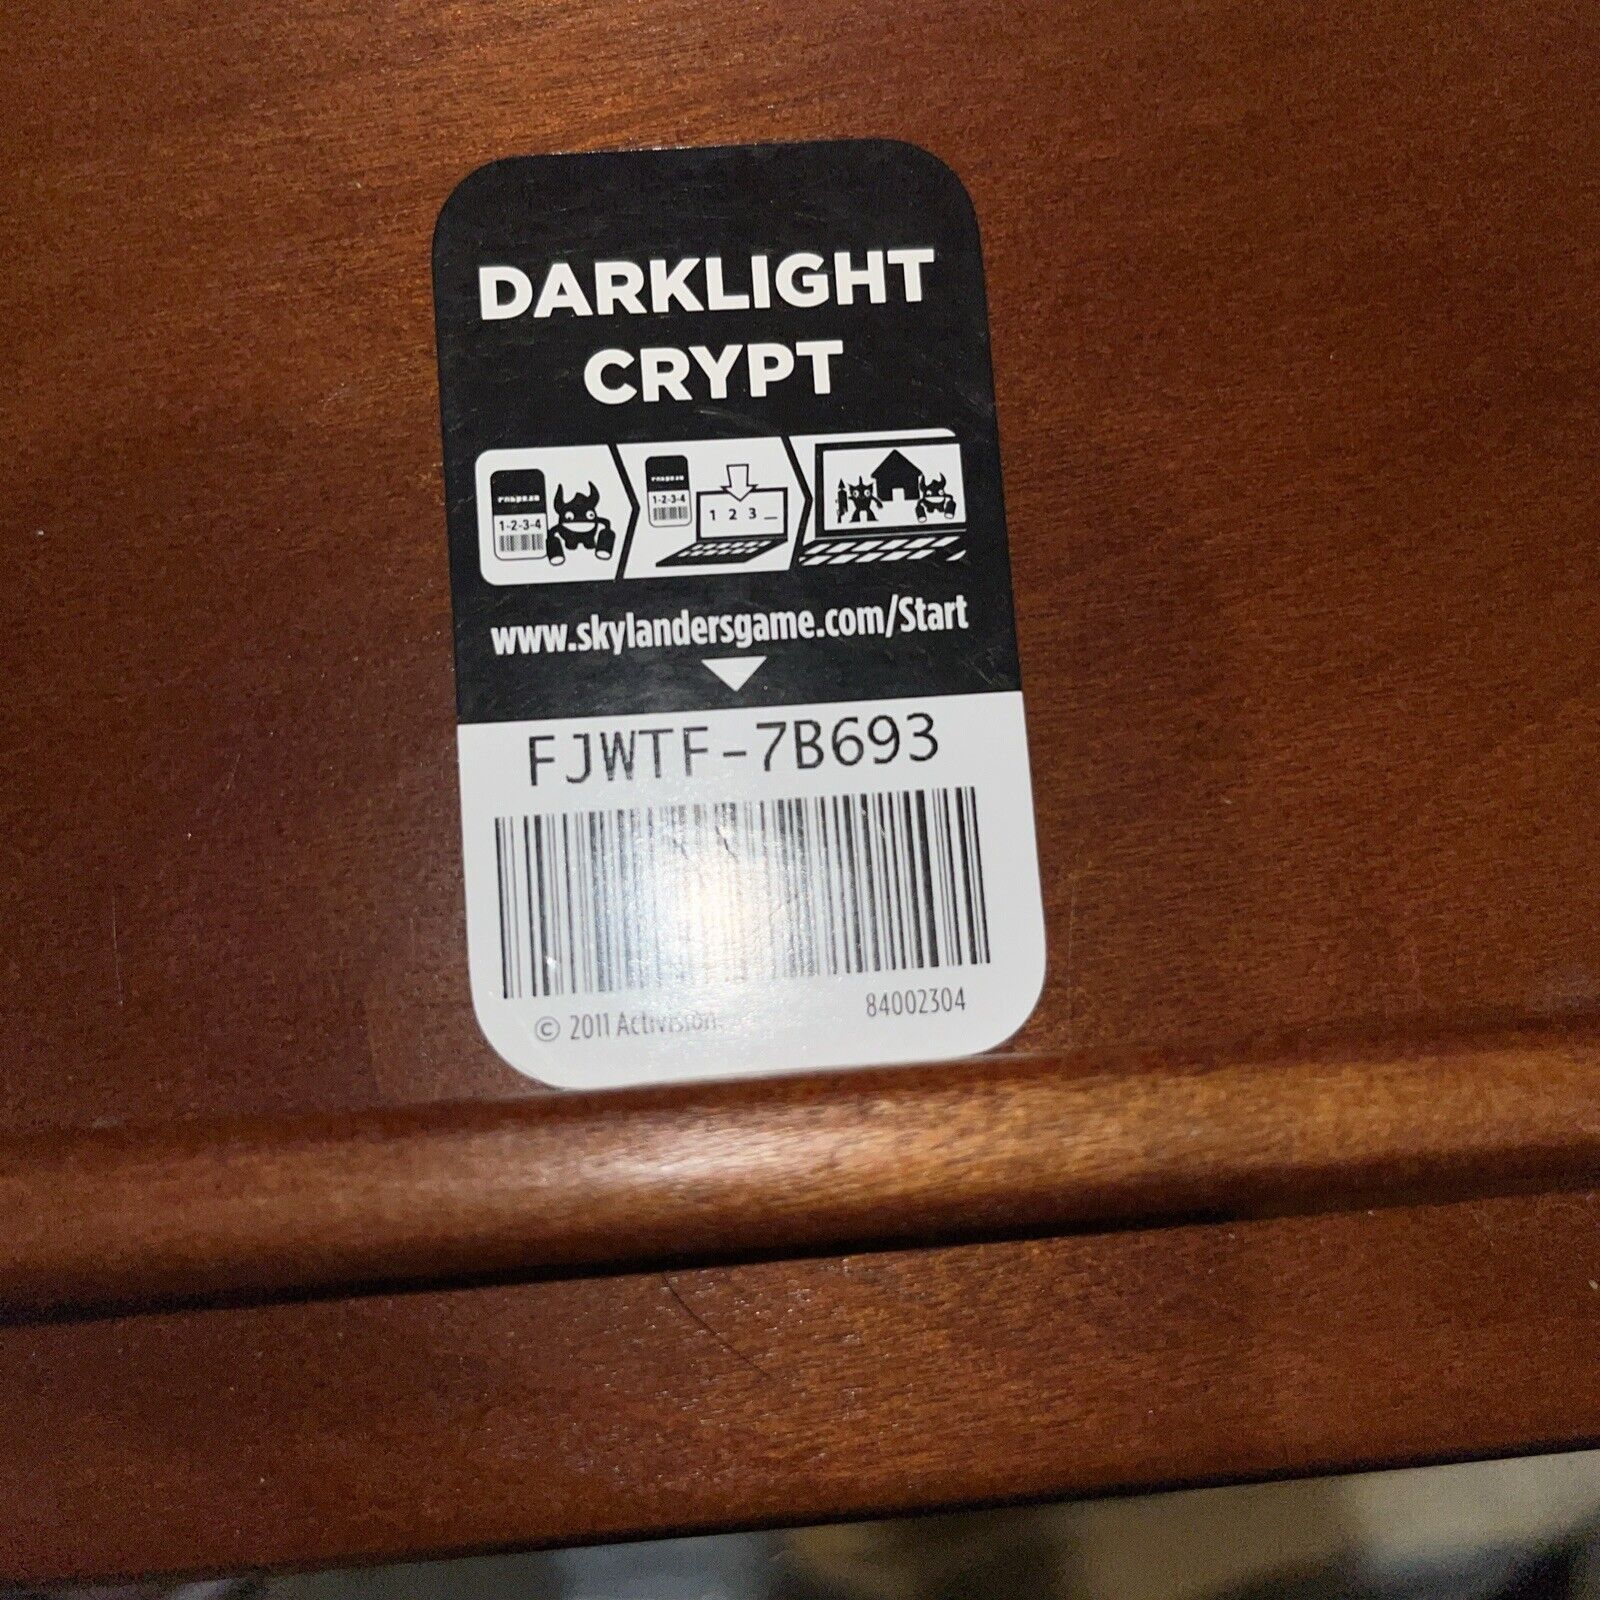 DARKLIGHT
CRYPT
1-2-3-4
1-2-3-4
1 2 3 _
www.skylandersgame.com/Start
FJWTF-7B693
© 2011 Activision.
84002304